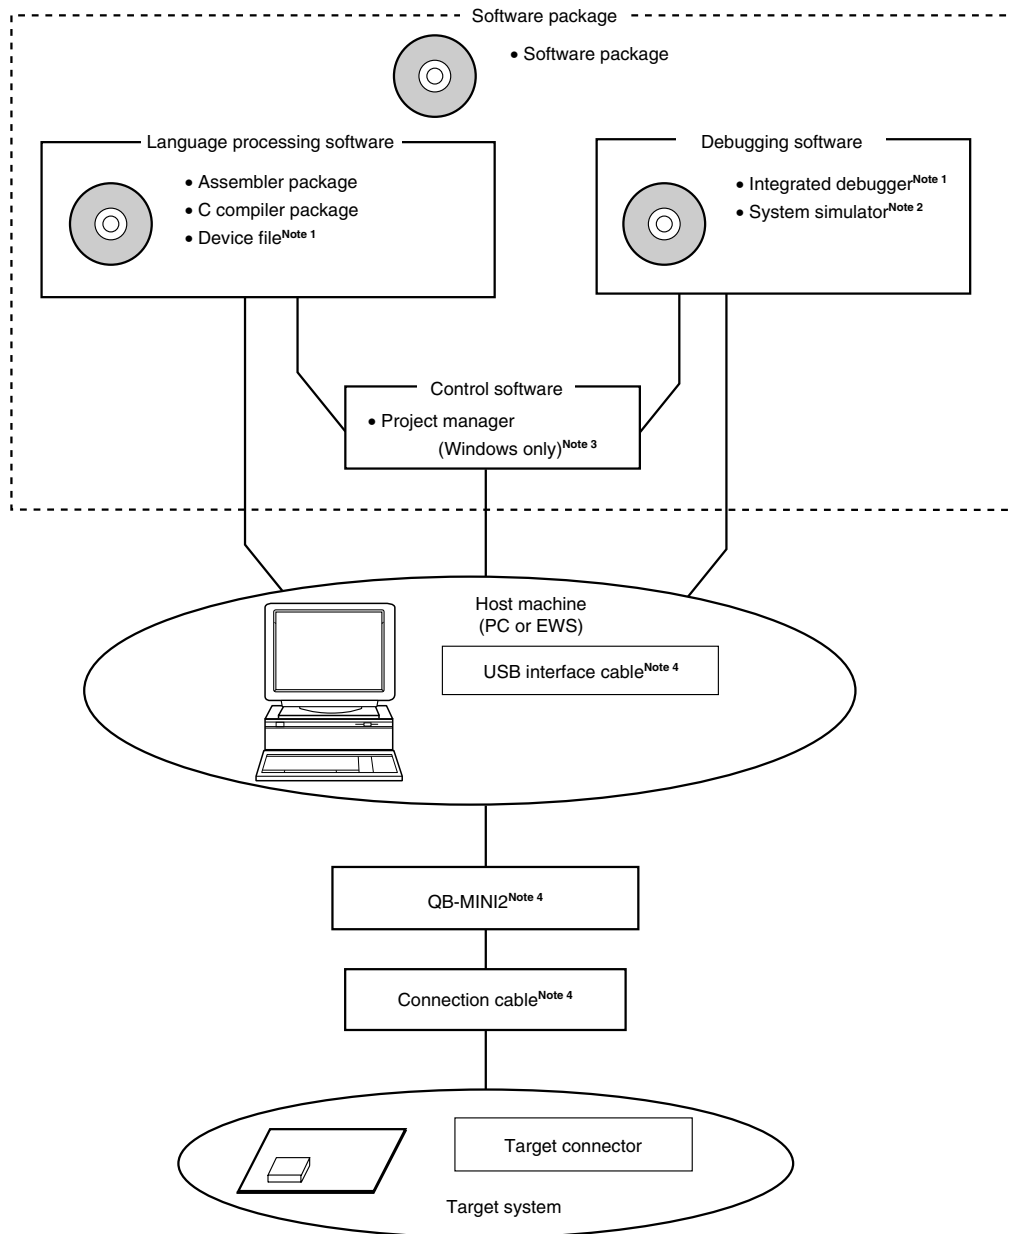 Software package
• Software package
Language processing software
• Assembler package
• C compiler package
• Device fileNote 1
Debugging software
• Integrated debuggerNote 1
• System simulatorNote 2
Control software
• Project manager
(Windows only)Note 3
Host machine
(PC or EWS)
USB interface cableNote 4
QB-MINI2Note 4
Connection cableNote 4
Target connector
Target system